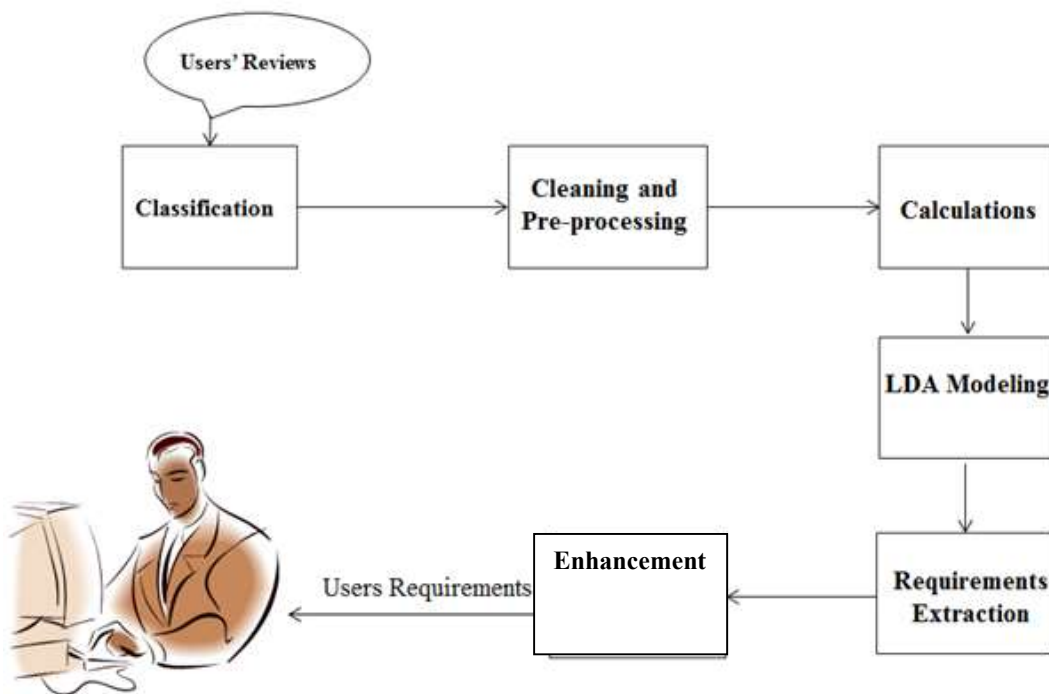 Users’ Reviews
Classification
Cleaning and
Pre-processing
Calculations
LDA Modeling
Requirements
Extraction
Enhancement
Users Requirements